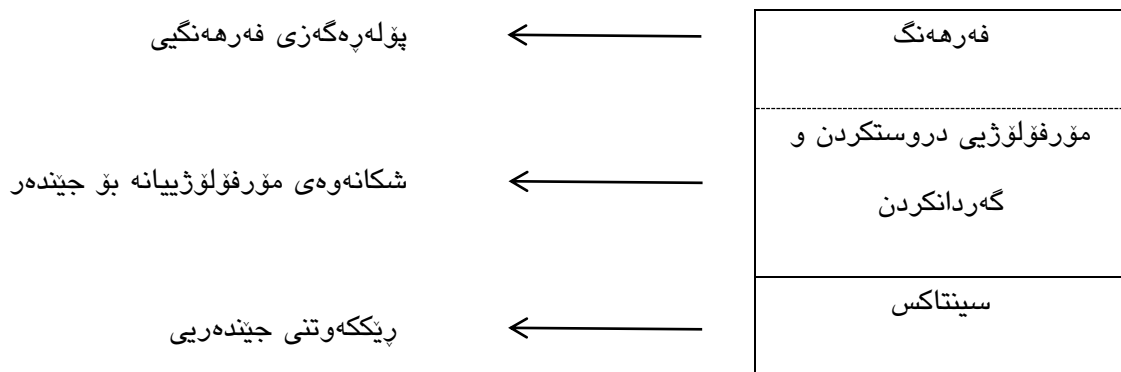 فەرهەنگ
پۆلەڕەگەزی فەرهەنگیی
مۆرفۆلۆژیی دروستکردن و
گەردانکردن
شکانەوەی مۆرفۆلۆژییانە بۆ جێندەر
سینتاکس
ڕێککەوتنی جێندەریی